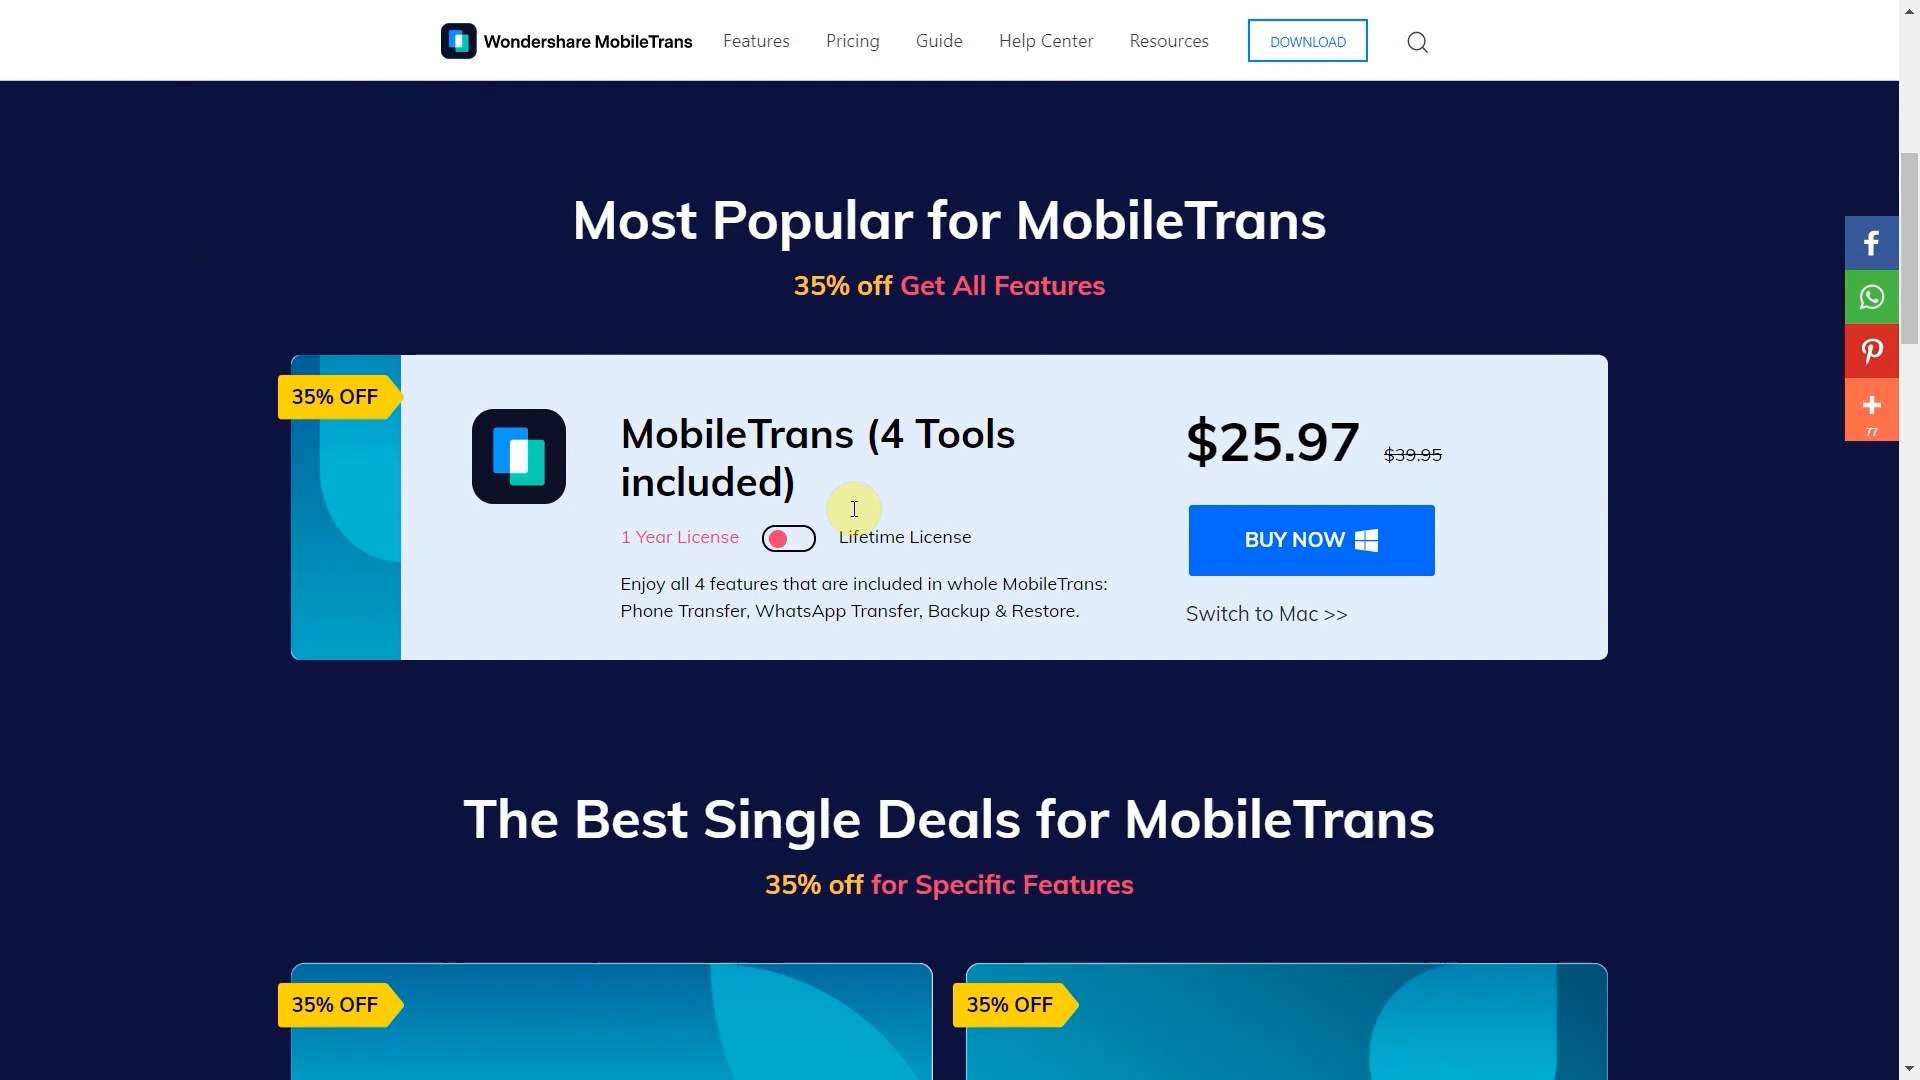 Wondershare MobileTrans
Features
Pricing
Guide
Help Center
Resources
DOWNLOAD
Most Popular for MobileTrans
35% off Get All Features
35% OFF
MobileTrans (4 Tools
included)
1 Year License
Lifetime License
Enjoy all 4 features that are included in whole MobileTrans:
Phone Transfer, WhatsApp Transfer, Backup & Restore.
$25.97 $39.95
BUY NOW
Switch to Mac >>
77
The Best Single Deals for MobileTrans
35% off for Specific Features
35% OFF
35% OFF